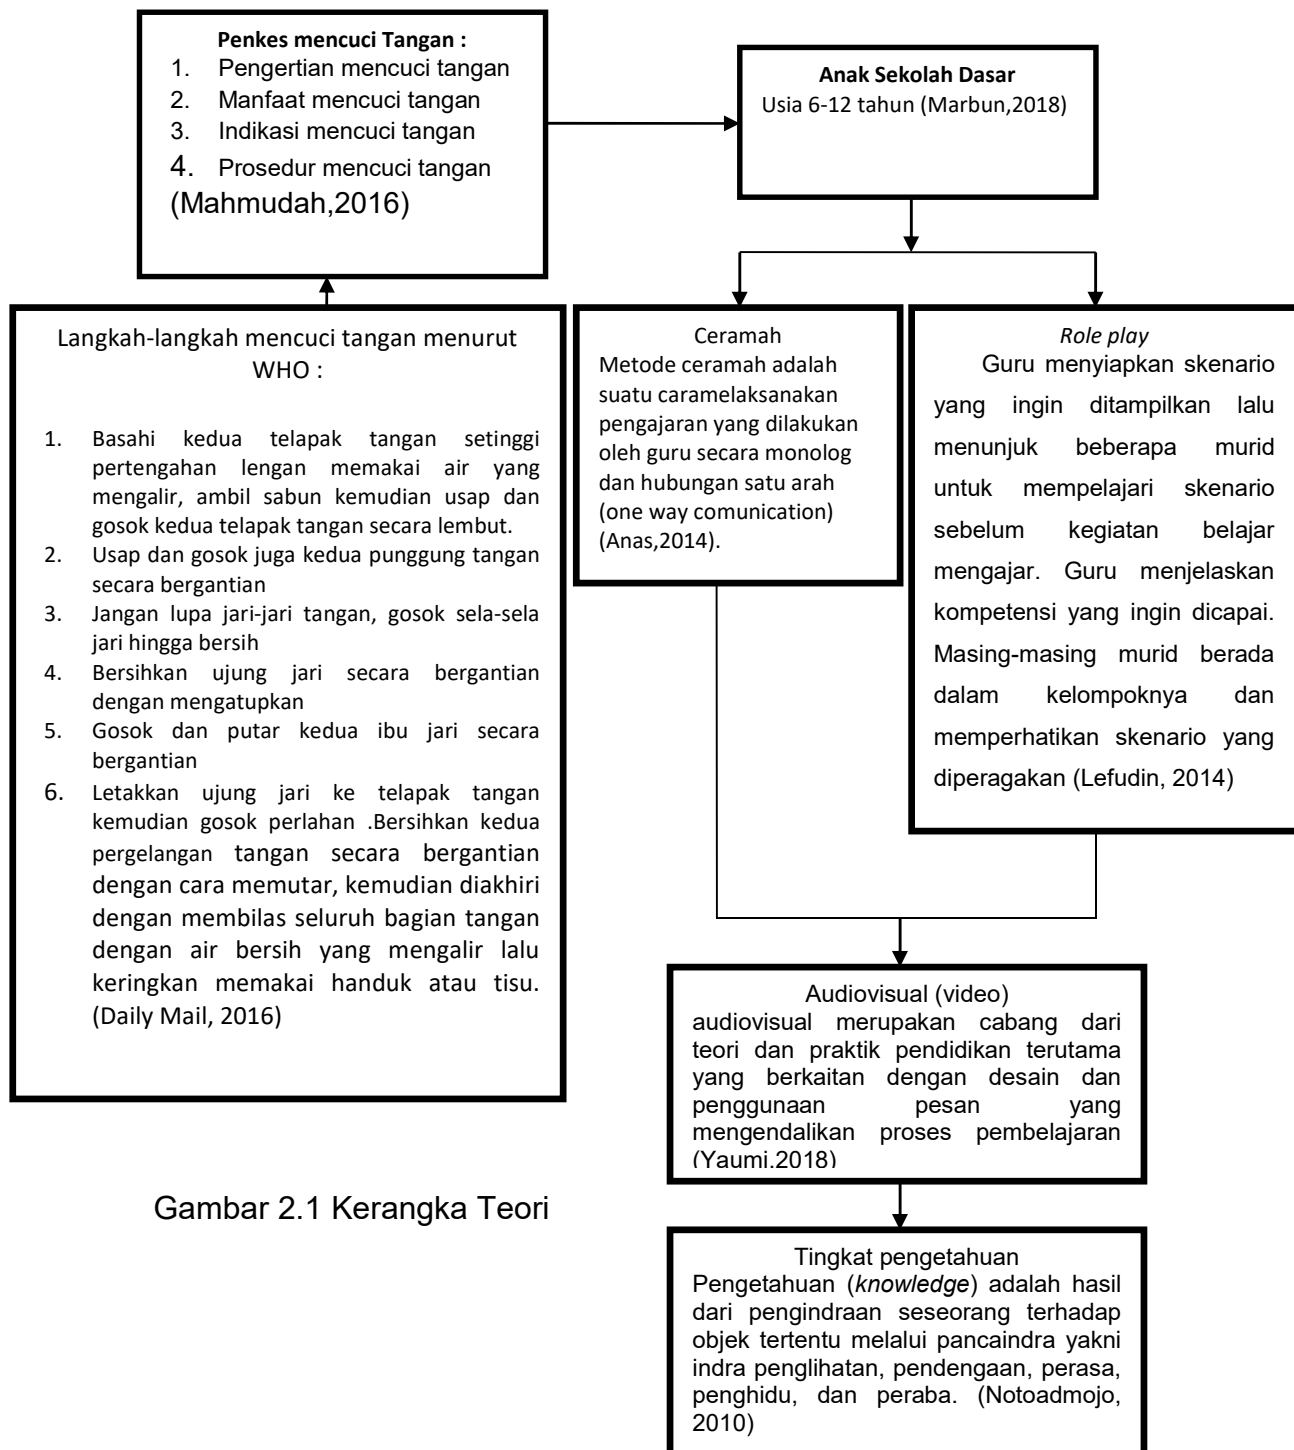 Penkes mencuci Tangan :
1. Pengertian mencuci tangan
2. Manfaat mencuci tangan
3. Indikasi mencuci tangan
4. Prosedur mencuci tangan
(Mahmudah,2016)
Anak Sekolah Dasar
Usia 6-12 tahun (Marbun,2018)
Langkah-langkah mencuci tangan menurut
WHO :
1. Basahi kedua telapak tangan setinggi
pertengahan lengan memakai air yang
mengalir, ambil sabun kemudian usap dan
gosok kedua telapak tangan secara lembut.
2. Usap dan gosok juga kedua punggung tangan
secara bergantian
3. Jangan lupa jari-jari tangan, gosok sela-sela
jari hingga bersih
4. Bersihkan ujung jari secara bergantian
dengan mengatupkan
5. Gosok dan putar kedua ibu jari secara
bergantian
6. Letakkan ujung jari ke telapak tangan
kemudian gosok perlahan .Bersihkan kedua
pergelangan tangan secara bergantian
dengan cara memutar, kemudian diakhiri
dengan membilas seluruh bagian tangan
dengan air bersih yang mengalir lalu
keringkan memakai handuk atau tisu.
(Daily Mail, 2016)
Ceramah
Metode ceramah adalah
suatu caramelaksanakan
pengajaran yang dilakukan
oleh guru secara monolog
dan hubungan satu arah
(one way comunication)
(Anas,2014).
Role play
Guru menyiapkan skenario
yang ingin ditampilkan lalu
menunjuk beberapa murid
untuk mempelajari skenario
sebelum kegiatan belajar
mengajar. Guru menjelaskan
kompetensi yang ingin dicapai.
Masing-masing murid berada
dalam kelompoknya dan
memperhatikan skenario yang
diperagakan (Lefudin, 2014)
Audiovisual (video)
audiovisual merupakan cabang dari
teori dan praktik pendidikan terutama
yang berkaitan dengan desain dan
penggunaan pesan yang
mengendalikan proses pembelajaran
(Yaumi.2018)
Gambar 2.1 Kerangka Teori
Tingkat pengetahuan
Pengetahuan (knowledge) adalah hasil
dari pengindraan seseorang terhadap
objek tertentu melalui pancaindra yakni
indra penglihatan, pendengaan, perasa,
penghidu, dan peraba. (Notoadmojo,
2010)